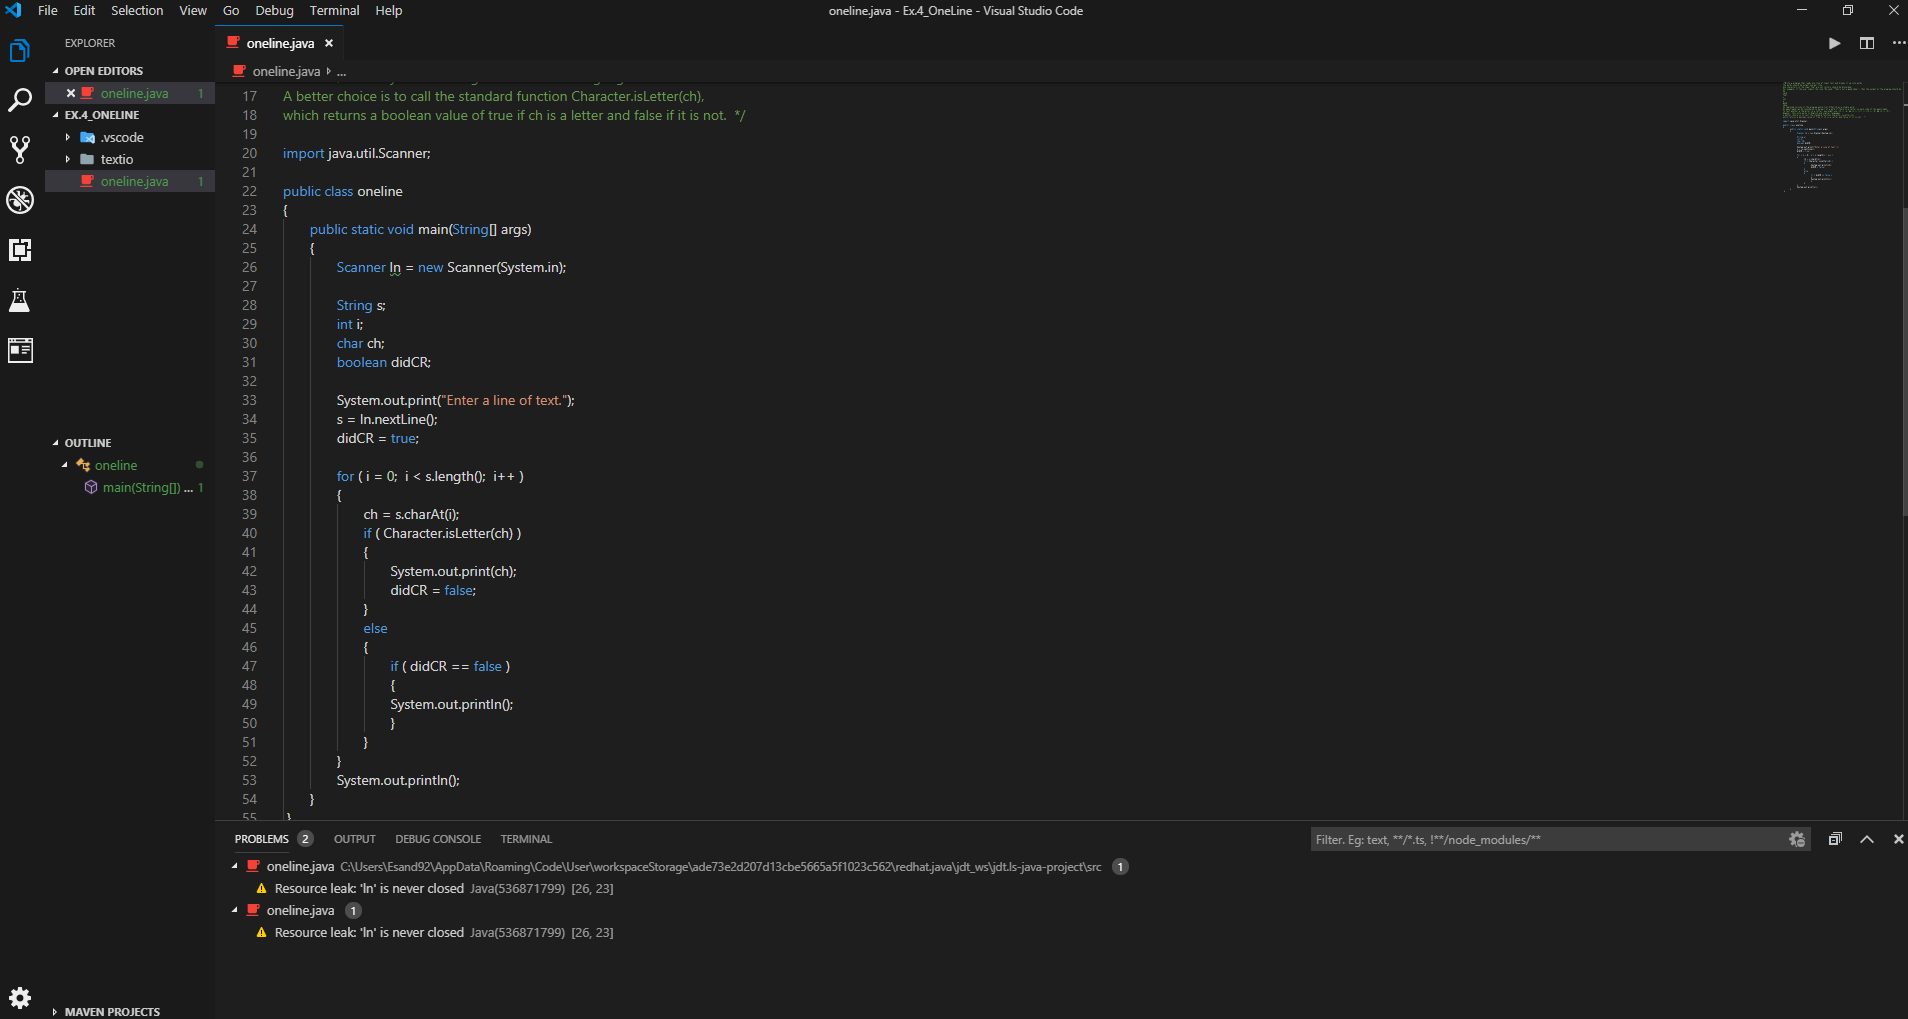 File Edit Selection View Go Debug Terminal Help
oneline.java - Ex.4_OneLine - Visual Studio Code
EXPLORER
OPEN EDITORS
oneline.java 1
EX.4_ONELINE
.vscode
textio
oneline.java 1
OUTLINE
oneline
main(String[]) ... 1
MAVEN PROJECTS
oneline.java
oneline.java ...
17 A better choice is to call the standard function Character.isLetter(ch),
18 which returns a boolean value of true if ch is a letter and false if it is not. */
19
20 import java.util.Scanner;
21
22 public class oneline
23 {
24 public static void main(String[] args)
25 {
26 Scanner In = new Scanner(System.in);
27
28 String s;
29 int i;
30 char ch;
31 boolean didCR;
32
33 System.out.print("Enter a line of text.");
34 s = In.nextLine();
35 didCR = true;
36
37 for ( i = 0; i < s.length(); i++ )
38 {
39 ch = s.charAt(i);
40 if ( Character.isLetter(ch) )
41 {
42 System.out.print(ch);
43 didCR = false;
44 }
45 else
46 {
47 if ( didCR == false )
48 {
49 System.out.println();
50 }
51 }
52 }
53 System.out.println();
54 }
55 }
PROBLEMS 2 OUTPUT DEBUG CONSOLE TERMINAL
Filter. Eg: text, **/*.ts, !**/node_modules/**
oneline.java C:\Users\Esand92\AppData\Roaming\Code\User\workspaceStorage\ade73e2d207d13cbe5665a5f1023c562\redhat.java\jdt_ws\jdt.ls-java-project\src 1
Resource leak: 'In' is never closed Java(536871799) [26, 23]
oneline.java 1
Resource leak: 'In' is never closed Java(536871799) [26, 23]